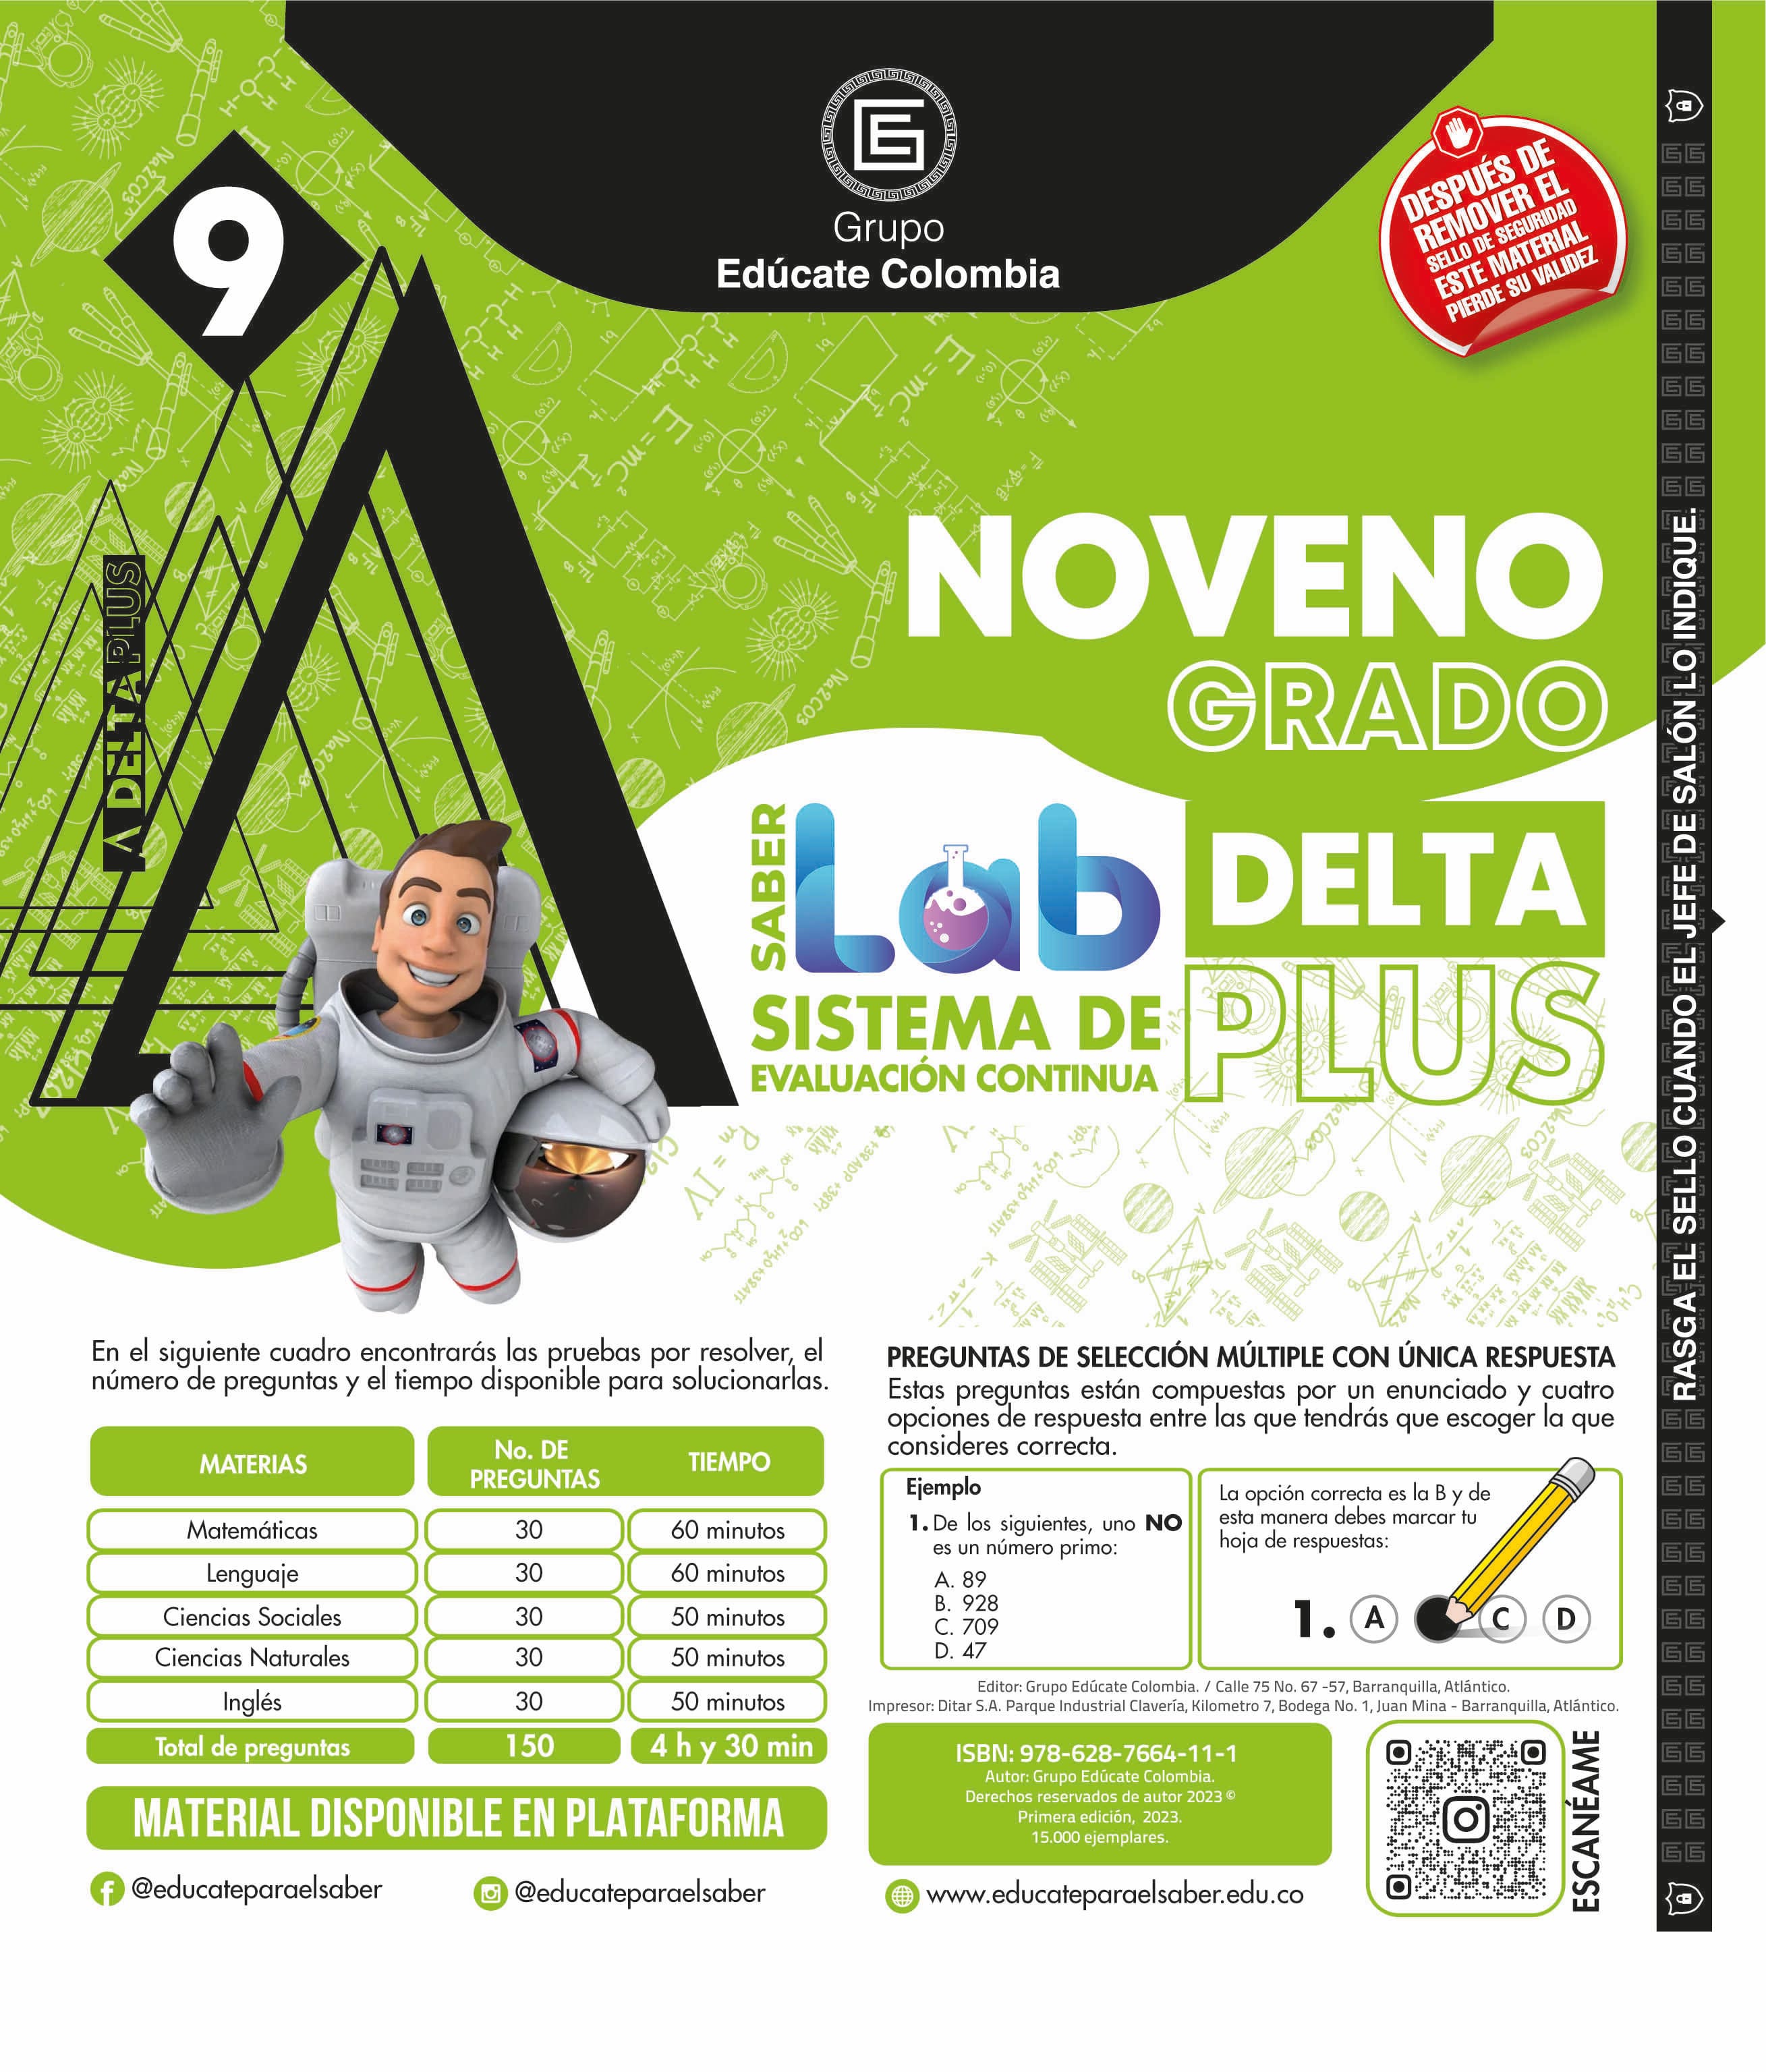 Grupo
Edúcate Colombia
DESPUÉS DE
REMOVER EL
SELLO DE SEGURIDAD
ESTE MATERIAL
PIERDE SU VALIDEZ
9
DELTA PLUS
NOVENO
GRADO
SABER
Lab
DELTA
PLUS
SISTEMA DE
EVALUACIÓN CONTINUA
RASGA EL SELLO CUANDO EL JEFE DE SALÓN LO INDIQUE.
En el siguiente cuadro encontrarás las pruebas por resolver, el
número de preguntas y el tiempo disponible para solucionarlas.
MATERIAS No. DE PREGUNTAS TIEMPO
Matemáticas 30 60 minutos
Lenguaje 30 60 minutos
Ciencias Sociales 30 50 minutos
Ciencias Naturales 30 50 minutos
Inglés 30 50 minutos
Total de preguntas 150 4 h y 30 min
MATERIAL DISPONIBLE EN PLATAFORMA
@educateparaelsaber
@educateparaelsaber
PREGUNTAS DE SELECCIÓN MÚLTIPLE CON ÚNICA RESPUESTA
Estas preguntas están compuestas por un enunciado y cuatro
opciones de respuesta entre las que tendrás que escoger la que
consideres correcta.
Ejemplo
1. De los siguientes, uno NO
es un número primo:
A. 89
B. 928
C. 709
D. 47
La opción correcta es la B y de
esta manera debes marcar tu
hoja de respuestas:
1. A C D
Editor: Grupo Edúcate Colombia. / Calle 75 No. 67 -57, Barranquilla, Atlántico.
Impresor: Ditar S.A. Parque Industrial Clavería, Kilometro 7, Bodega No. 1, Juan Mina - Barranquilla, Atlántico.
ISBN: 978-628-7664-11-1
Autor: Grupo Edúcate Colombia.
Derechos reservados de autor 2023 ©
Primera edición, 2023.
15.000 ejemplares.
www.educateparaelsaber.edu.co
ESCANÉAME